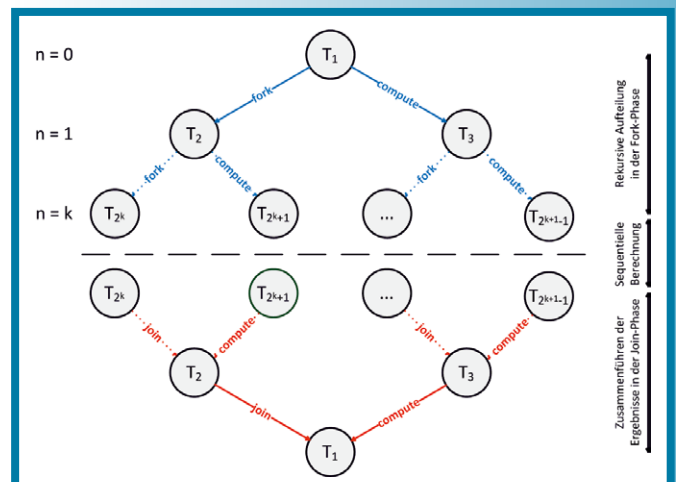 n = 0
T1
fork
compute
n = 1
T2
T3
fork
compute
fork
compute
n = k
T2k
T2k+1
...
T2k+1-1
T2k
T2k+1
...
T2k+1-1
join
compute
join
compute
T2
T3
join
compute
T1
Rekursive Aufteilung
in der Fork-Phase
Sequentielle
Berechnung
Zusammenführen der
Ergebnisse in der Join-Phase